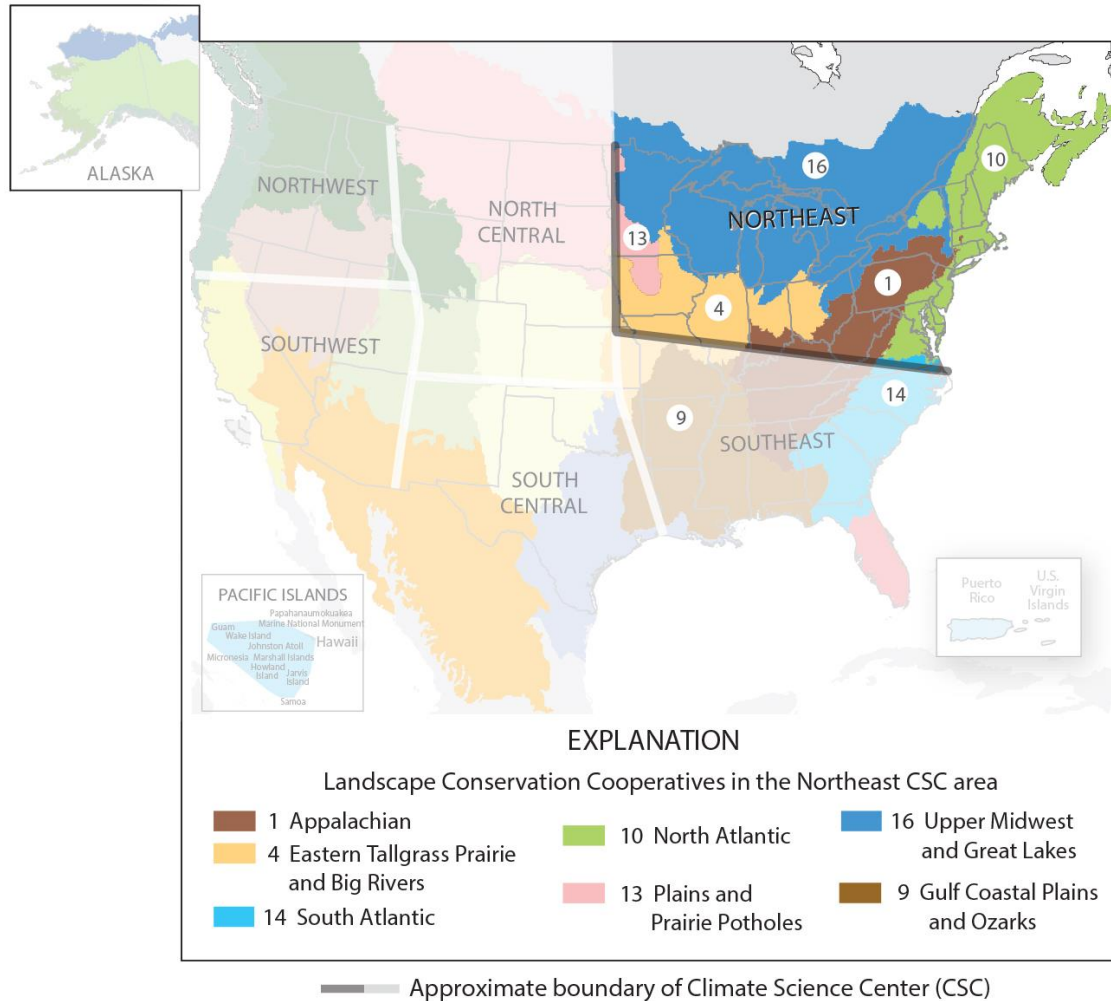 ALASKA
NORTHWEST
NORTH
CENTRAL
16
10
NORTHEAST
13
1
4
SOUTHWEST
14
9
SOUTHEAST
SOUTH
CENTRAL
PACIFIC ISLANDS
Papahanaumokuakea
Marine National Monument
Guam
Wake Island
Hawaii
Johnston Atoll
Micronesia
Marshall Islands
Howland
Island
Jarvis
Island
Samoa
Puerto
Rico
U.S.
Virgin
Islands
EXPLANATION
Landscape Conservation Cooperatives in the Northeast CSC area
1 Appalachian
4 Eastern Tallgrass Prairie
and Big Rivers
14 South Atlantic
10 North Atlantic
13 Plains and
Prairie Potholes
16 Upper Midwest
and Great Lakes
9 Gulf Coastal Plains
and Ozarks
Approximate boundary of Climate Science Center (CSC)